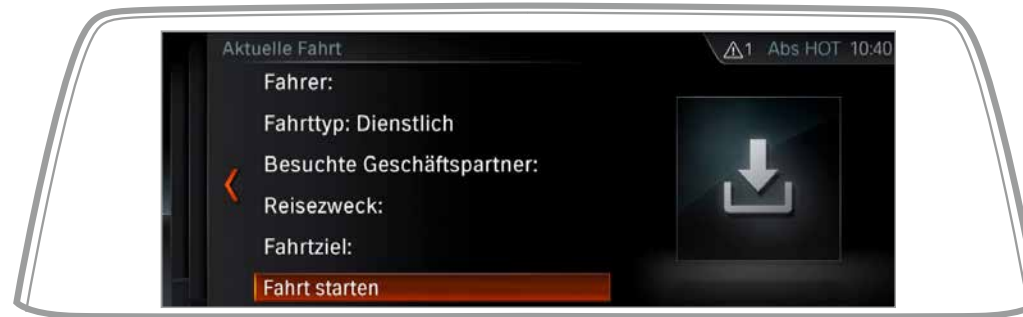 Aktuelle Fahrt
⚠1 Abs HOT 10:40
Fahrer:
Fahrttyp: Dienstlich
Besuchte Geschäftspartner:
Reisezweck:
Fahrtziel:
Fahrt starten